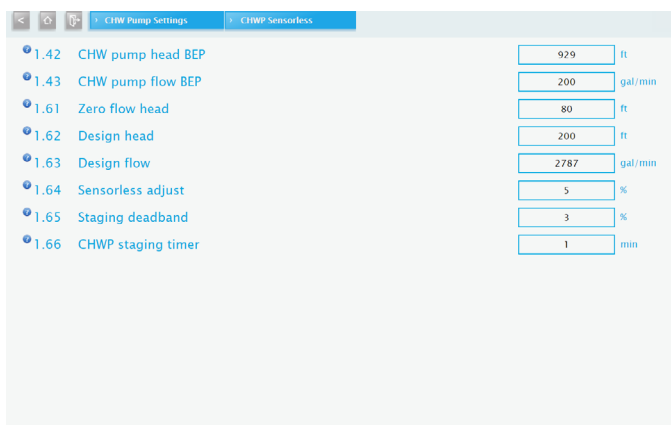 CHW Pump Settings CHWP Sensorless
1.42 CHW pump head BEP 929 ft
1.43 CHW pump flow BEP 200 gal/min
1.61 Zero flow head 80 ft
1.62 Design head 200 ft
1.63 Design flow 2787 gal/min
1.64 Sensorless adjust 5 %
1.65 Staging deadband 3 %
1.66 CHWP staging timer 1 min